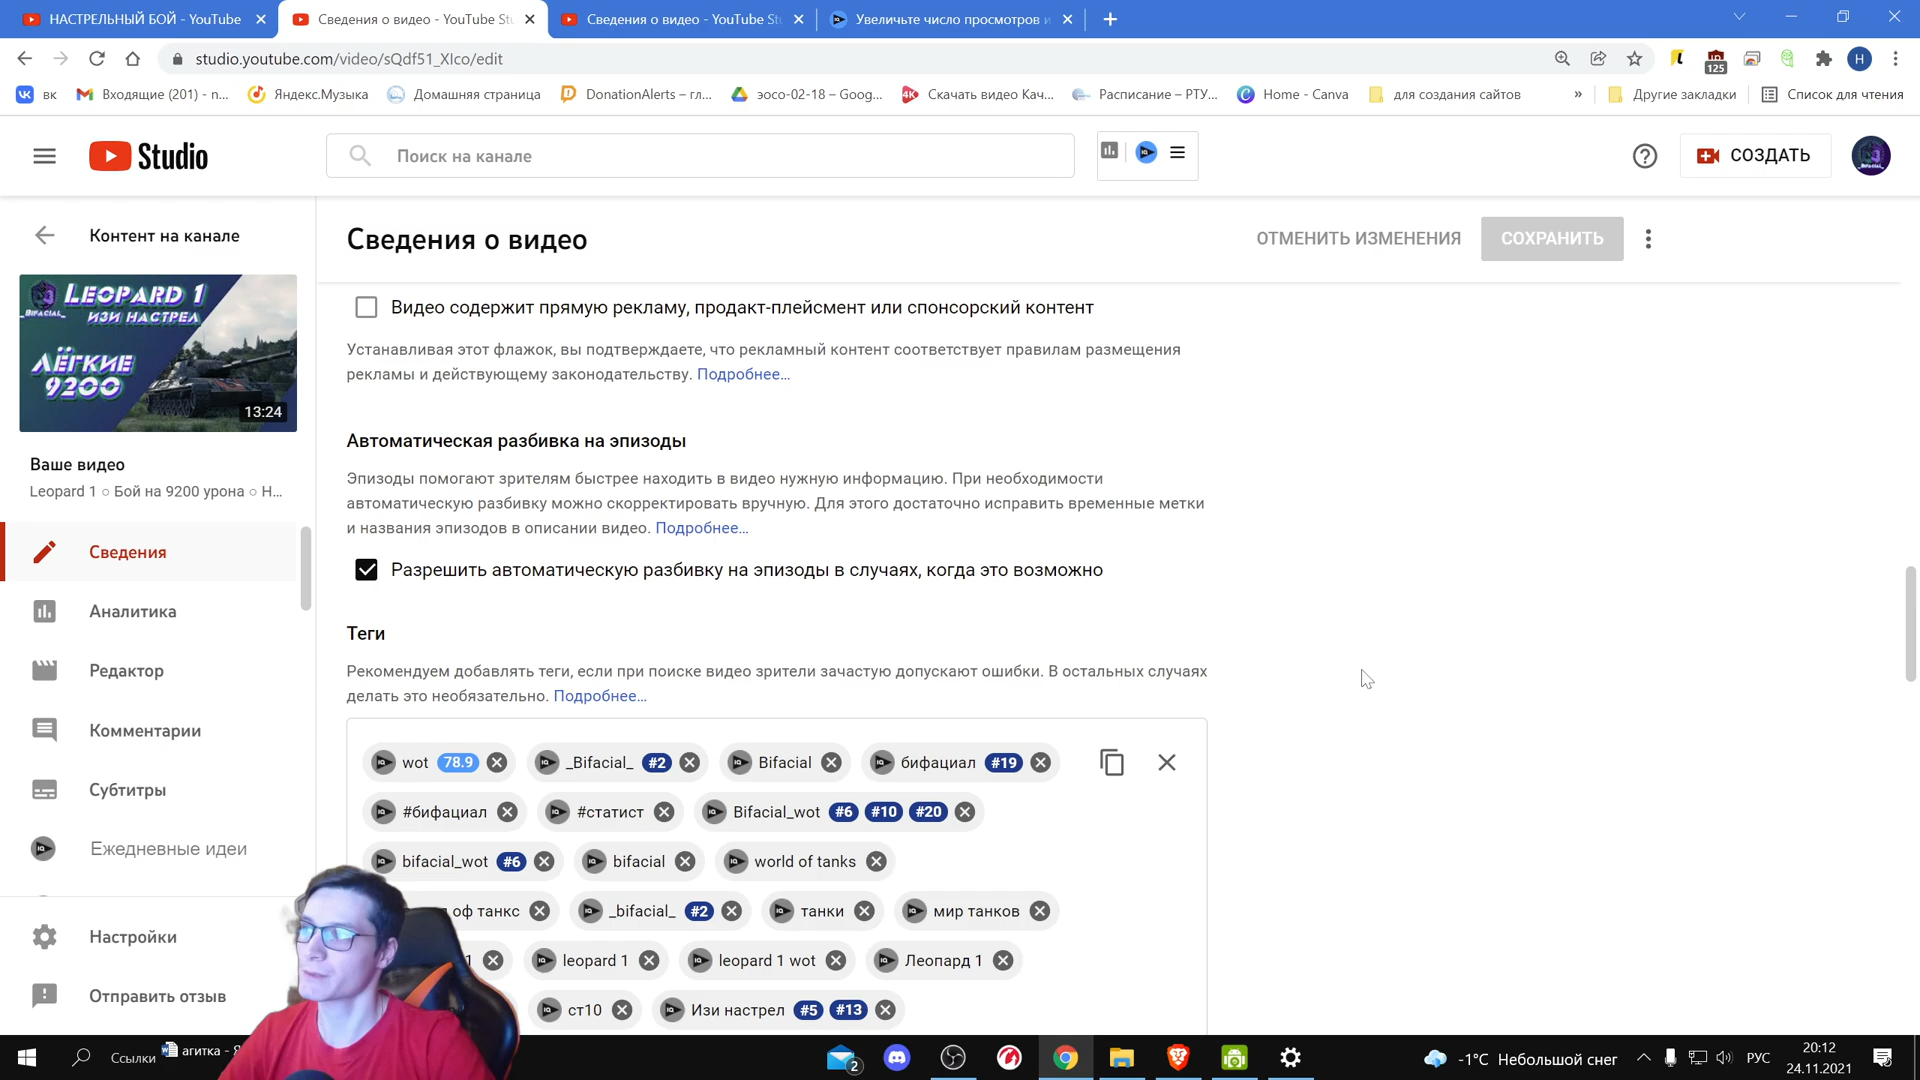 НАСТРЕЛЬНЫЙ БОЙ - YouTube
Сведения о видео - YouTube Stu
Сведения о видео - YouTube Stu
Увеличьте число просмотров и
studio.youtube.com/video/sQdf51_XIco/edit
125
H
вк
Входящие (201) - n...
Яндекс.Музыка
Домашняя страница
DonationAlerts – гл...
эосо-02-18 – Goog...
Скачать видео Кач...
Расписание – РТУ...
Home - Canva
для создания сайтов
»
Другие закладки
Список для чтения
Studio
Поиск на канале
СОЗДАТЬ
Контент на канале
Сведения о видео
ОТМЕНИТЬ ИЗМЕНЕНИЯ
СОХРАНИТЬ
LEOPARD 1
ИЗИ НАСТРЕЛ
_BIFACIAL_
ЛЁГКИЕ
9200
13:24
Ваше видео
Leopard 1 ○ Бой на 9200 урона ○ Н...
Сведения
Аналитика
Редактор
Комментарии
Субтитры
Ежедневные идеи
Настройки
Отправить отзыв
Видео содержит прямую рекламу, продакт-плейсмент или спонсорский контент
Устанавливая этот флажок, вы подтверждаете, что рекламный контент соответствует правилам размещения
рекламы и действующему законодательству. Подробнее…
Автоматическая разбивка на эпизоды
Эпизоды помогают зрителям быстрее находить в видео нужную информацию. При необходимости
автоматическую разбивку можно скорректировать вручную. Для этого достаточно исправить временные метки
и названия эпизодов в описании видео. Подробнее…
Разрешить автоматическую разбивку на эпизоды в случаях, когда это возможно
Теги
Рекомендуем добавлять теги, если при поиске видео зрители зачастую допускают ошибки. В остальных случаях
делать это необязательно. Подробнее…
wot 78.9 _Bifacial_ #2 Bifacial бифациал #19
#бифациал #статист Bifacial_wot #6 #10 #20
bifacial_wot #6 bifacial world of tanks
оф танкс _bifacial_ #2 танки мир танков
1 leopard 1 leopard 1 wot Леопард 1
ст10 Изи настрел #5 #13
Ссылки
агитка - Я
2
-1°C Небольшой снег
РУС
20:12
24.11.2021